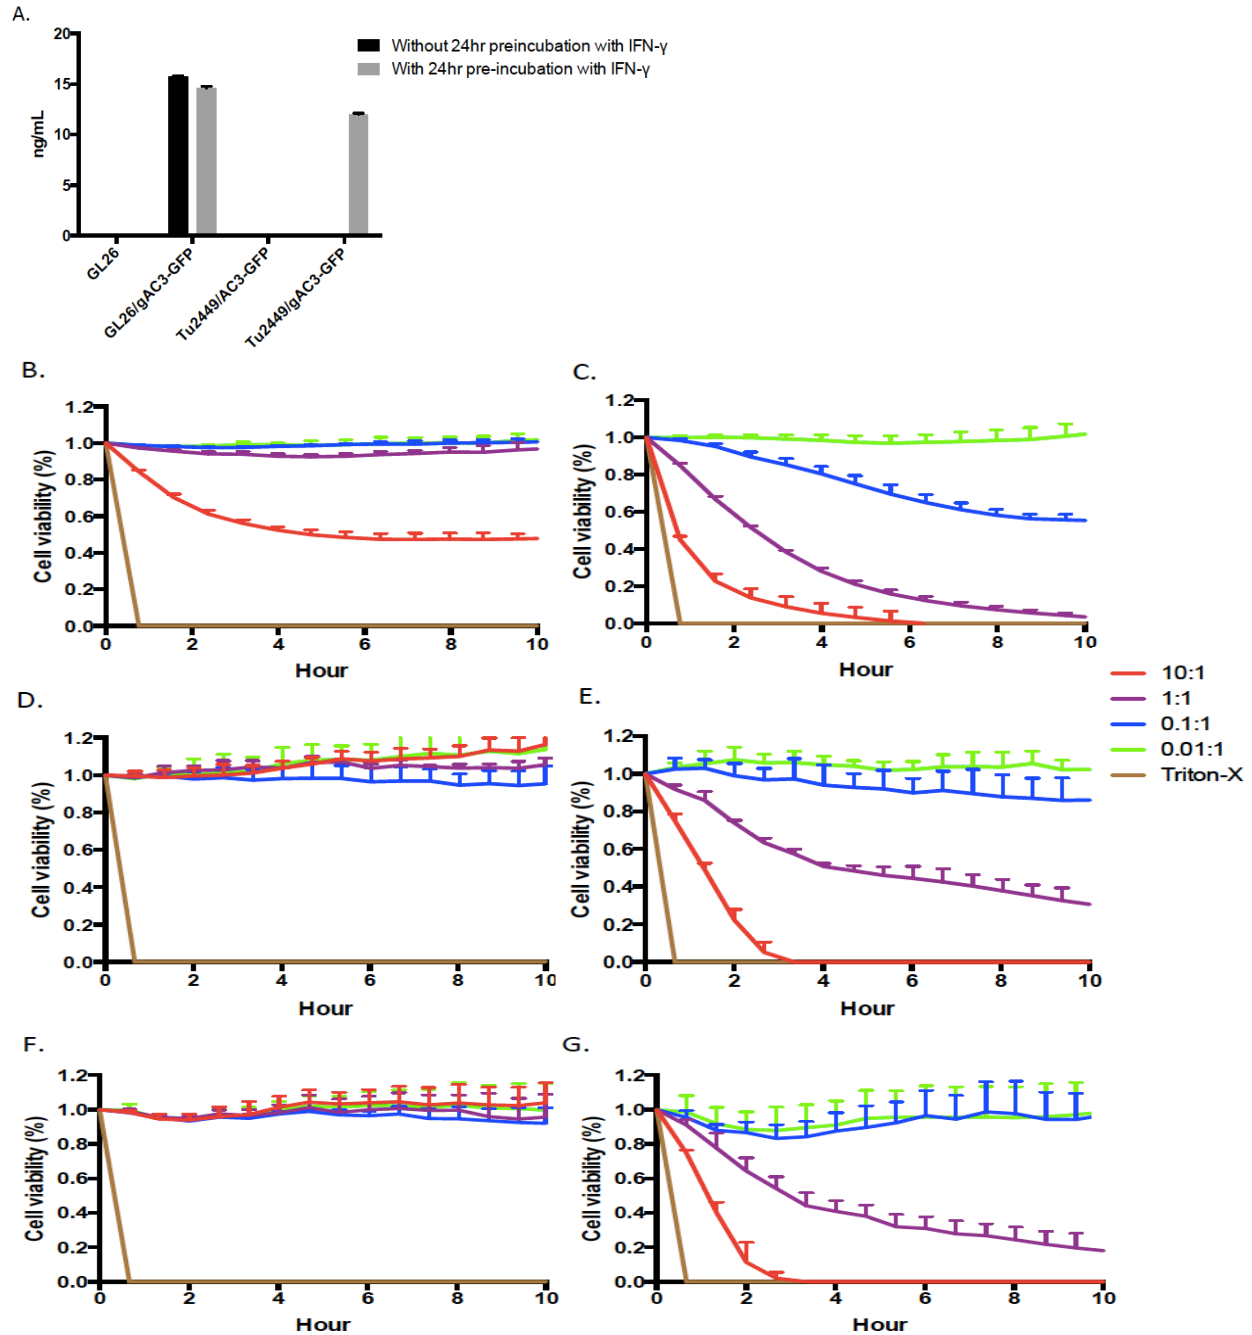 A.
20
15
10
5
0
ng/mL
Without 24hr preincubation with IFN-γ
With 24hr pre-incubation with IFN-γ
GL26
GL26/gAC3-GFP
Tu2449/AC3-GFP
Tu2449/gAC3-GFP
B.
1.2
1.0
0.8
0.6
0.4
0.2
0.0
Cell viability (%)
0 2 4 6 8 10
Hour
C.
1.2
1.0
0.8
0.6
0.4
0.2
0.0
Cell viability (%)
0 2 4 6 8 10
Hour
10:1
1:1
0.1:1
0.01:1
Triton-X
D.
1.2
1.0
0.8
0.6
0.4
0.2
0.0
Cell viability (%)
0 2 4 6 8 10
Hour
E.
1.2
1.0
0.8
0.6
0.4
0.2
0.0
Cell viability (%)
0 2 4 6 8 10
Hour
F.
1.2
1.0
0.8
0.6
0.4
0.2
0.0
Cell viability (%)
0 2 4 6 8 10
Hour
G.
1.2
1.0
0.8
0.6
0.4
0.2
0.0
Cell viability (%)
0 2 4 6 8 10
Hour